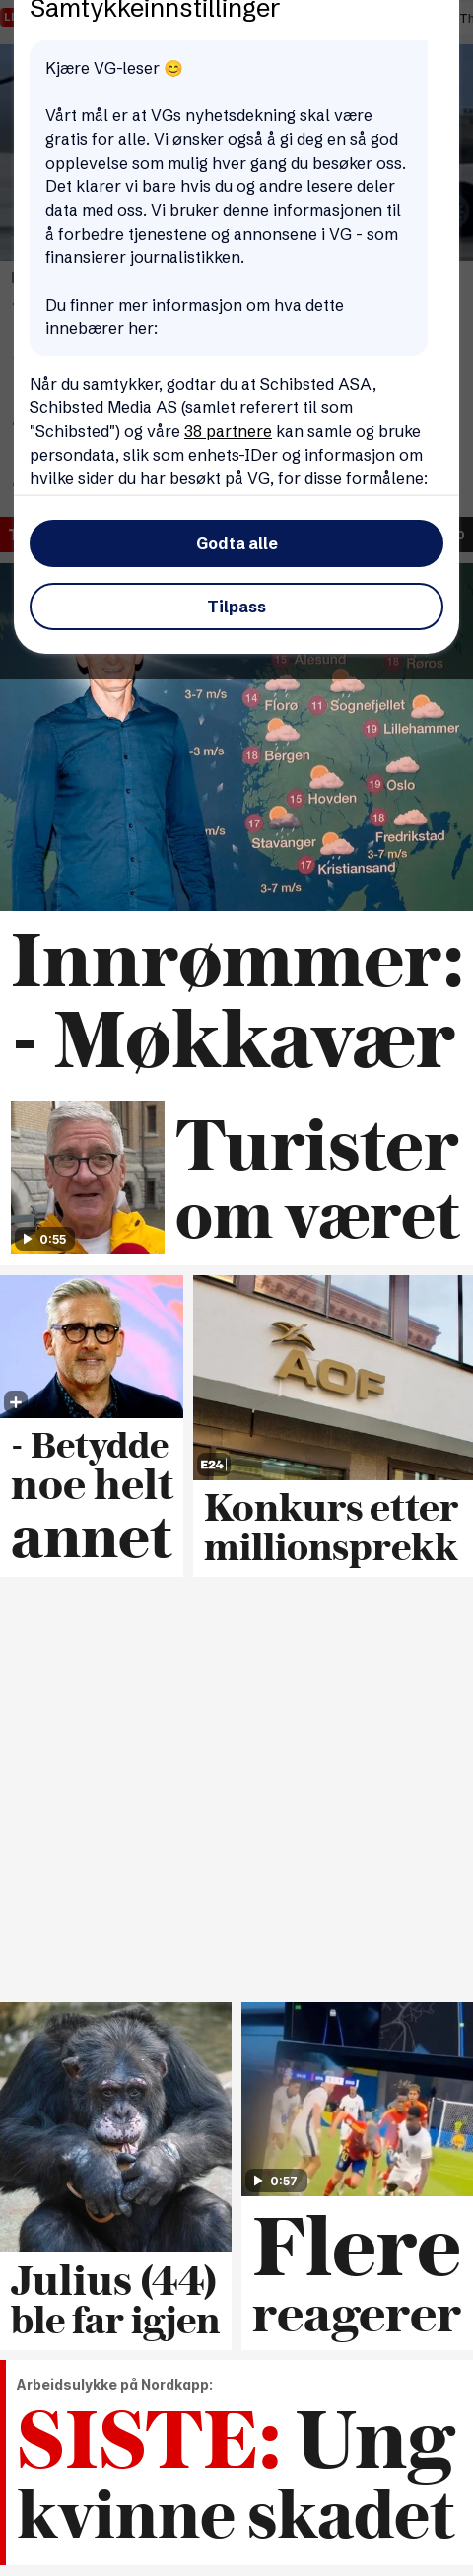 Samtykkeinnstillinger
Kjære VG-leser 😊
Vårt mål er at VGs nyhetsdekning skal være
gratis for alle. Vi ønsker også å gi deg en så god
opplevelse som mulig hver gang du besøker oss.
Det klarer vi bare hvis du og andre lesere deler
data med oss. Vi bruker denne informasjonen til
å forbedre tjenestene og annonsene i VG - som
finansierer journalistikken.
Du finner mer informasjon om hva dette
innebærer her:
Når du samtykker, godtar du at Schibsted ASA,
Schibsted Media AS (samlet referert til som
"Schibsted") og våre 38 partnere kan samle og bruke
persondata, slik som enhets-IDer og informasjon om
hvilke sider du har besøkt på VG, for disse formålene:
Godta alle
Tilpass
15 Ålesund
18 Røros
3-7 m/s
14 Florø
11 Sognefjellet
19 Lillehammer
-3 m/s
18 Bergen
19 Oslo
15 Hovden
m/s
17
Stavanger
18
Fredrikstad
3-7 m/s
17 Kristiansand
3-7 m/s
Innrømmer:
- Møkkavær
Turister
om været
0:55
- Betydde
noe helt
annet
AOF
E24
Konkurs etter
millionsprekk
Julius (44)
ble far igjen
0:57
Flere
reagerer
Arbeidsulykke på Nordkapp:
SISTE: Ung
kvinne skadet